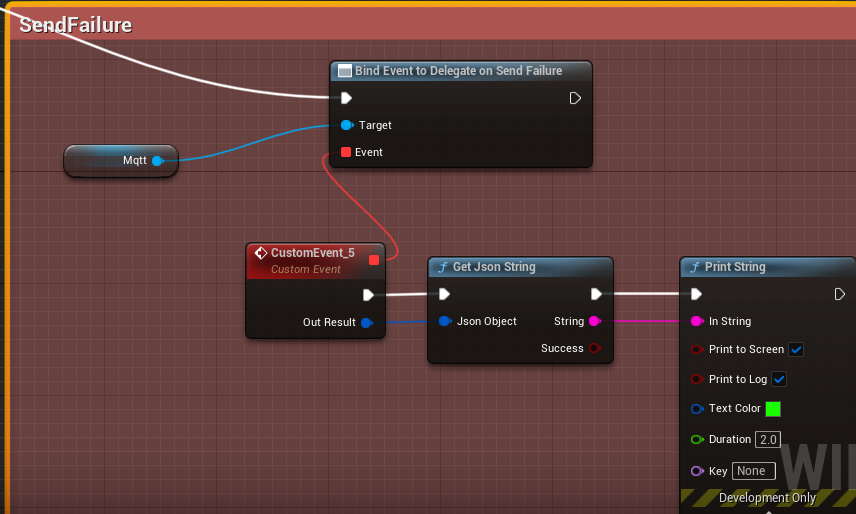 SendFailure
Bind Event to Delegate on Send Failure
Target
Mqtt
Event
CustomEvent_5
Custom Event
Out Result
Get Json String
Json Object
String
Success
Print String
In String
Print to Screen
Print to Log
Text Color
Duration 2.0
Key None
Development Only